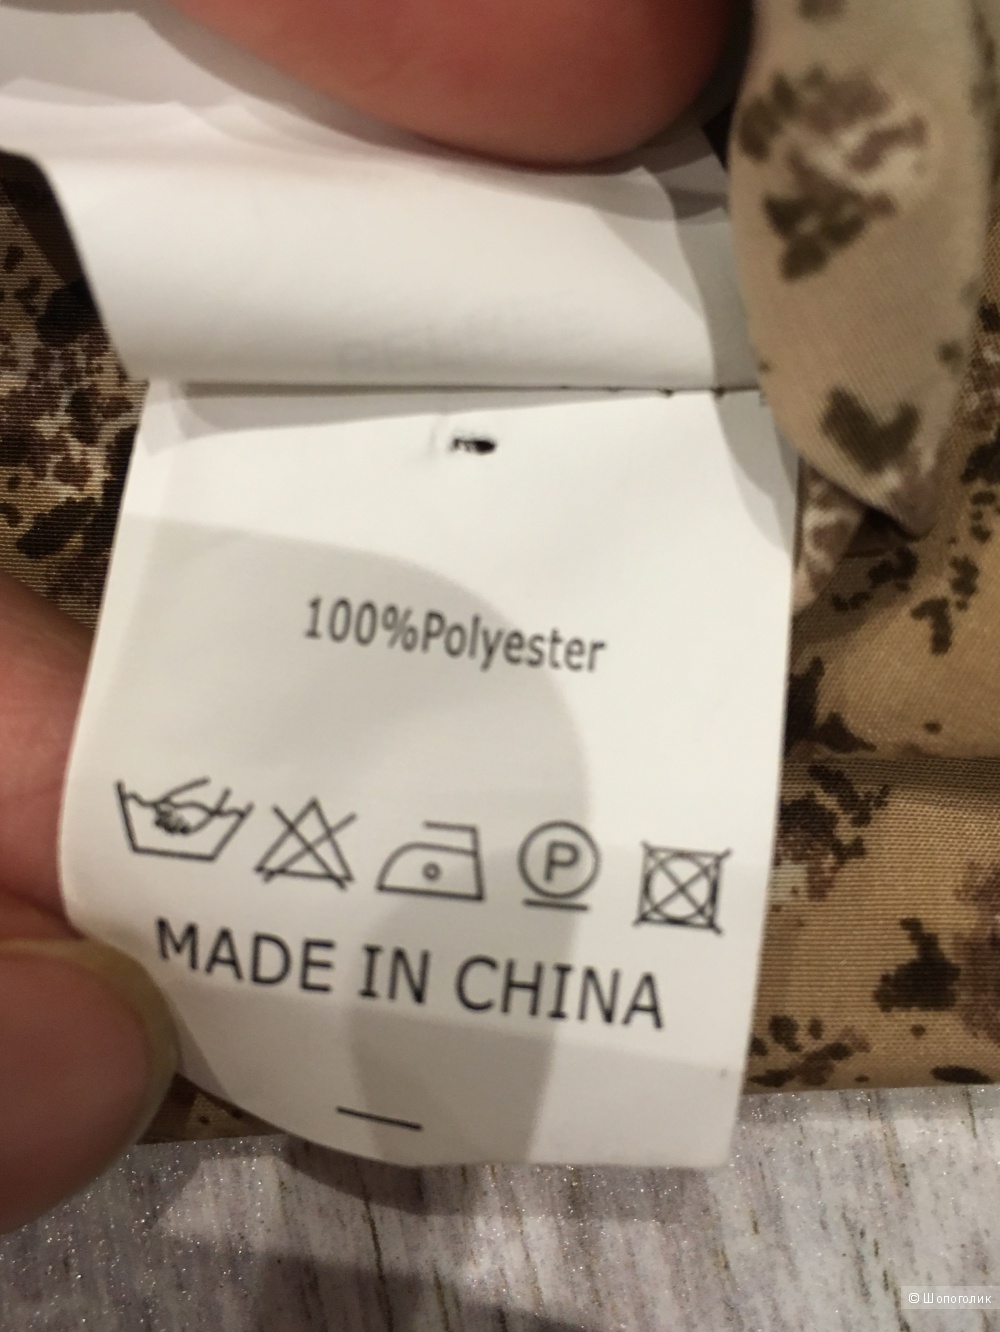 100%Polyester
P
MADE IN CHINA
© Шопоголик